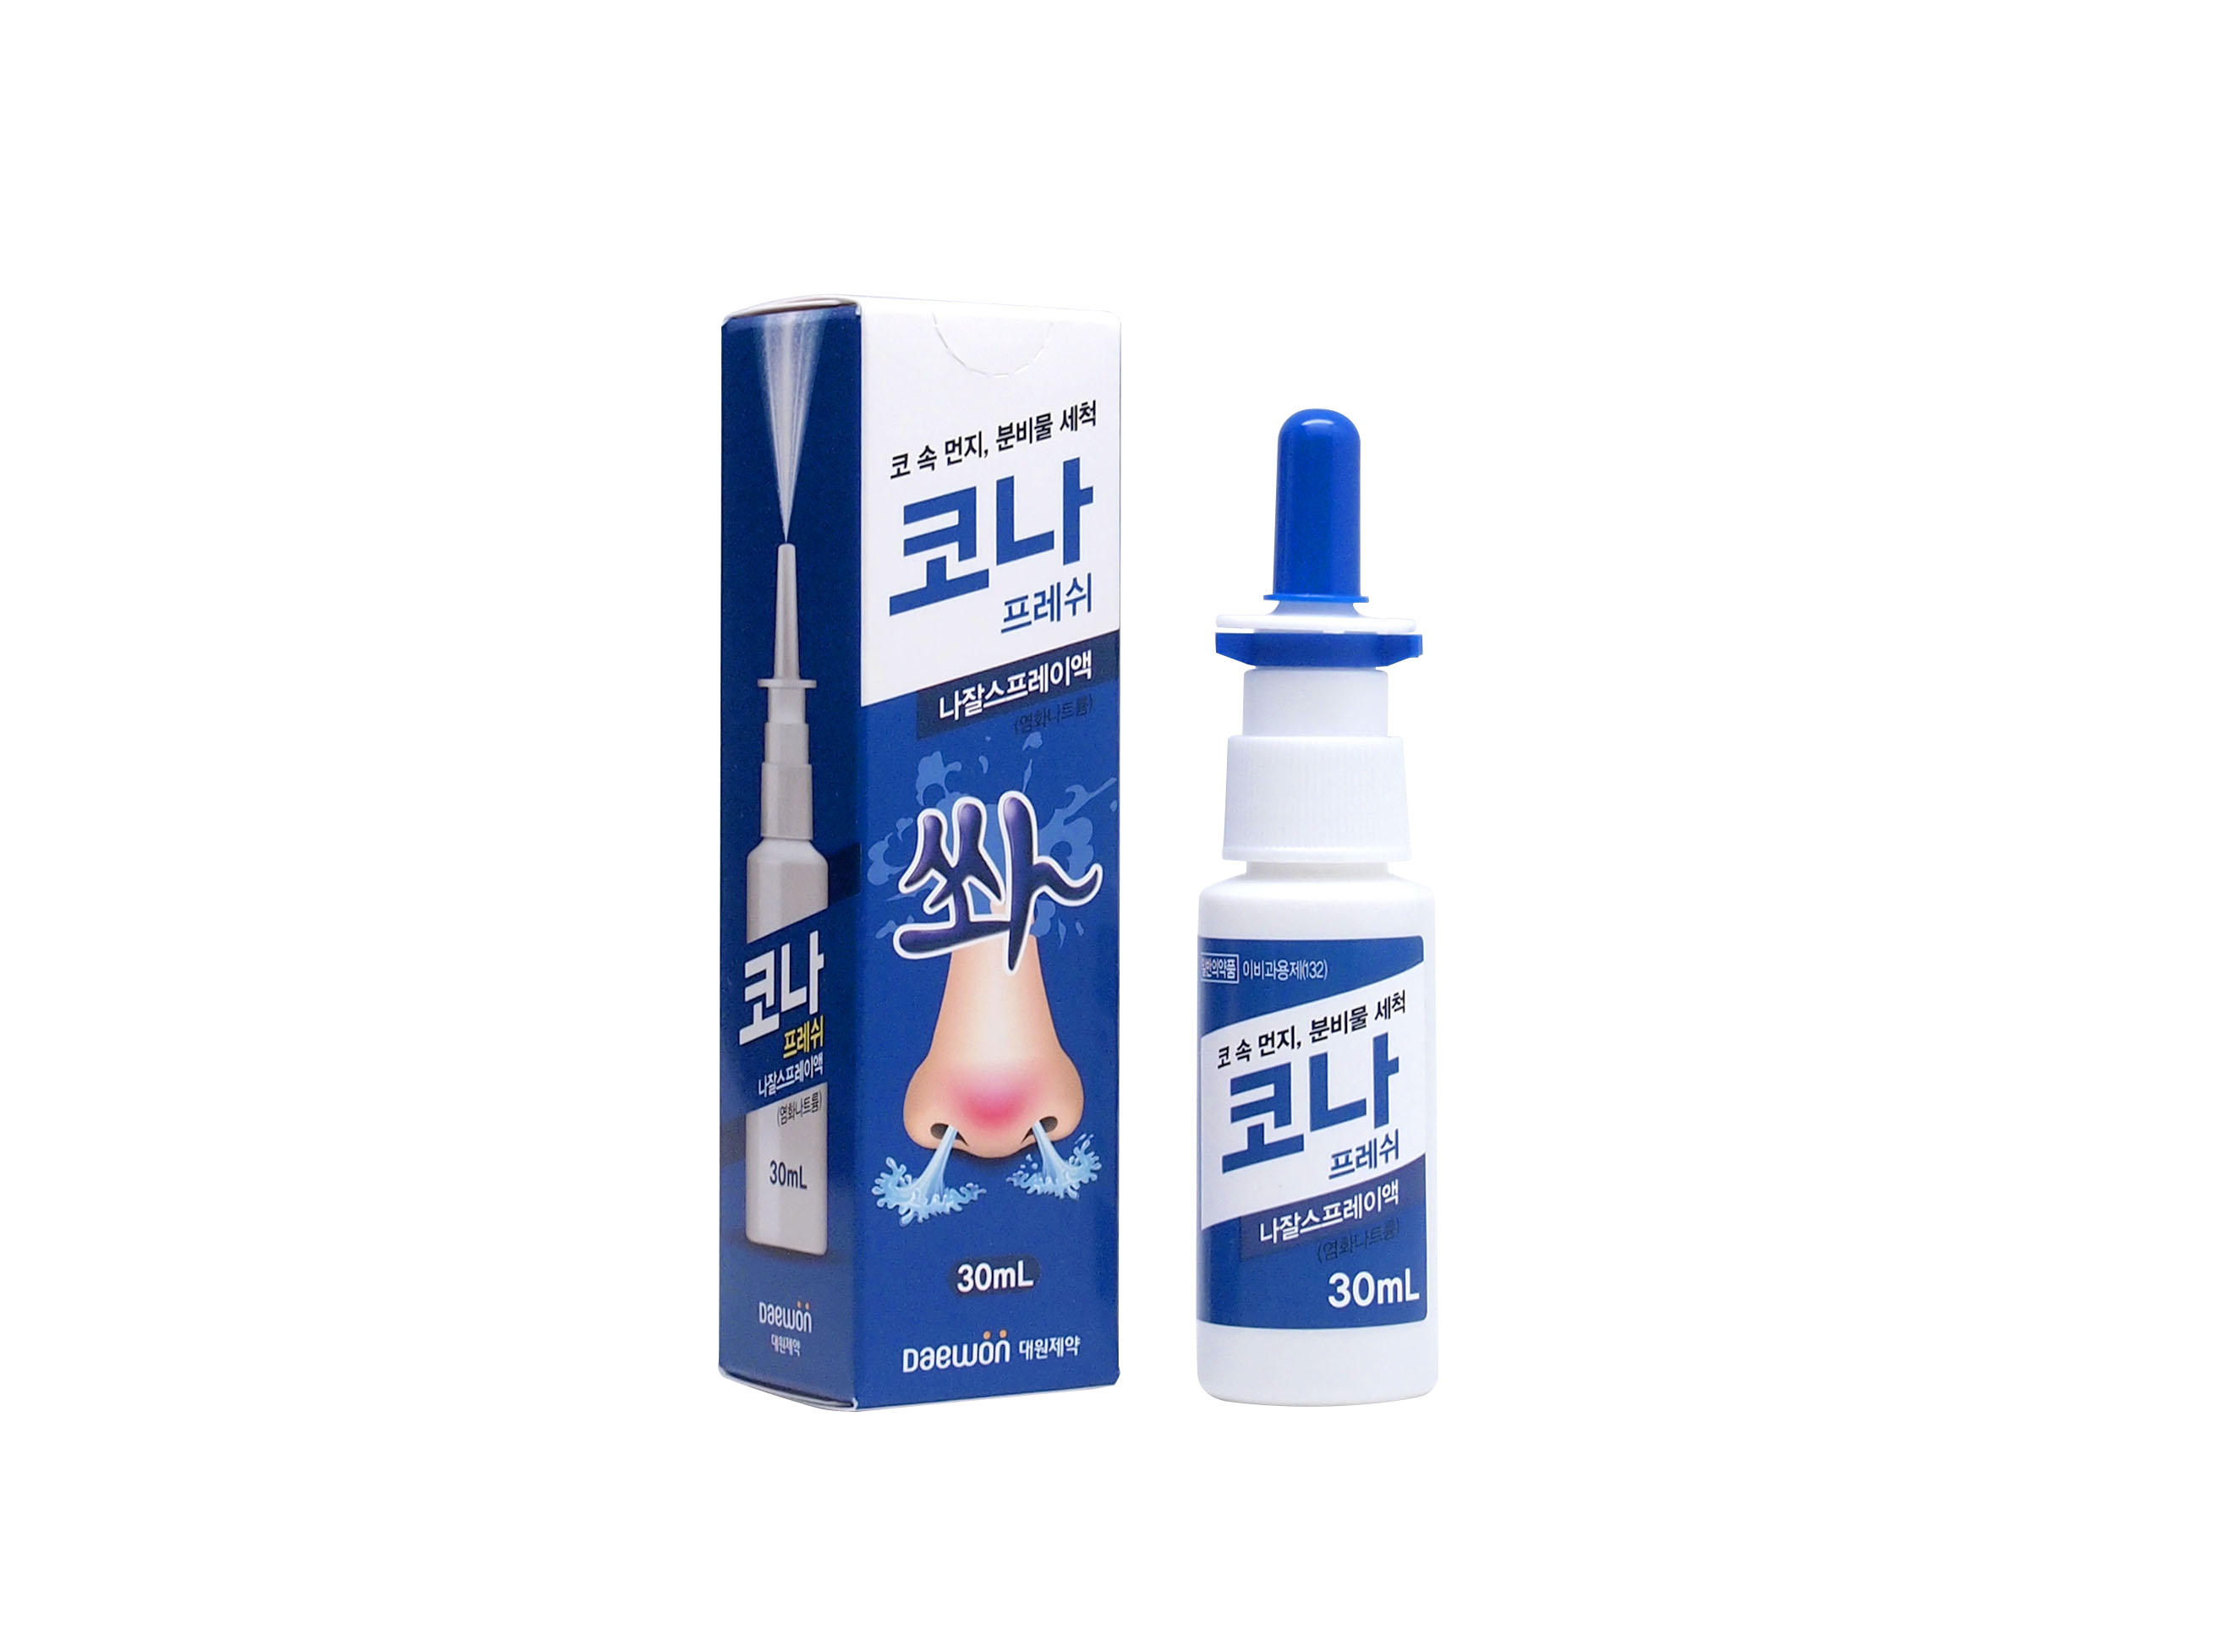 코나
프레쉬
나잘스프레이액
(염화나트륨)
30mL
Daewon
대원제약
코 속 먼지, 분비물 세척
코나
프레쉬
나잘스프레이액
(염화나트륨)
쏴
30mL
Daewon 대원제약
일반의약품 이비과용제(132)
코 속 먼지, 분비물 세척
코나
프레쉬
나잘스프레이액
(염화나트륨)
30mL